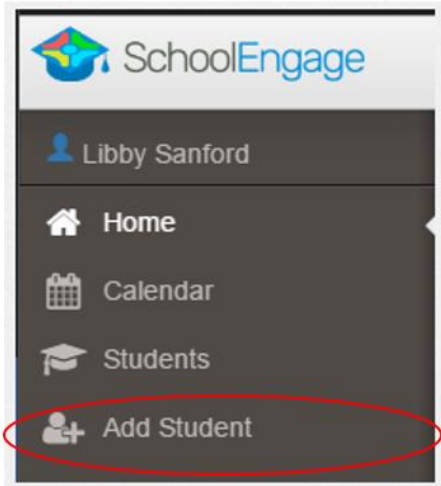 SchoolEngage
Libby Sanford
Home
Calendar
Students
Add Student